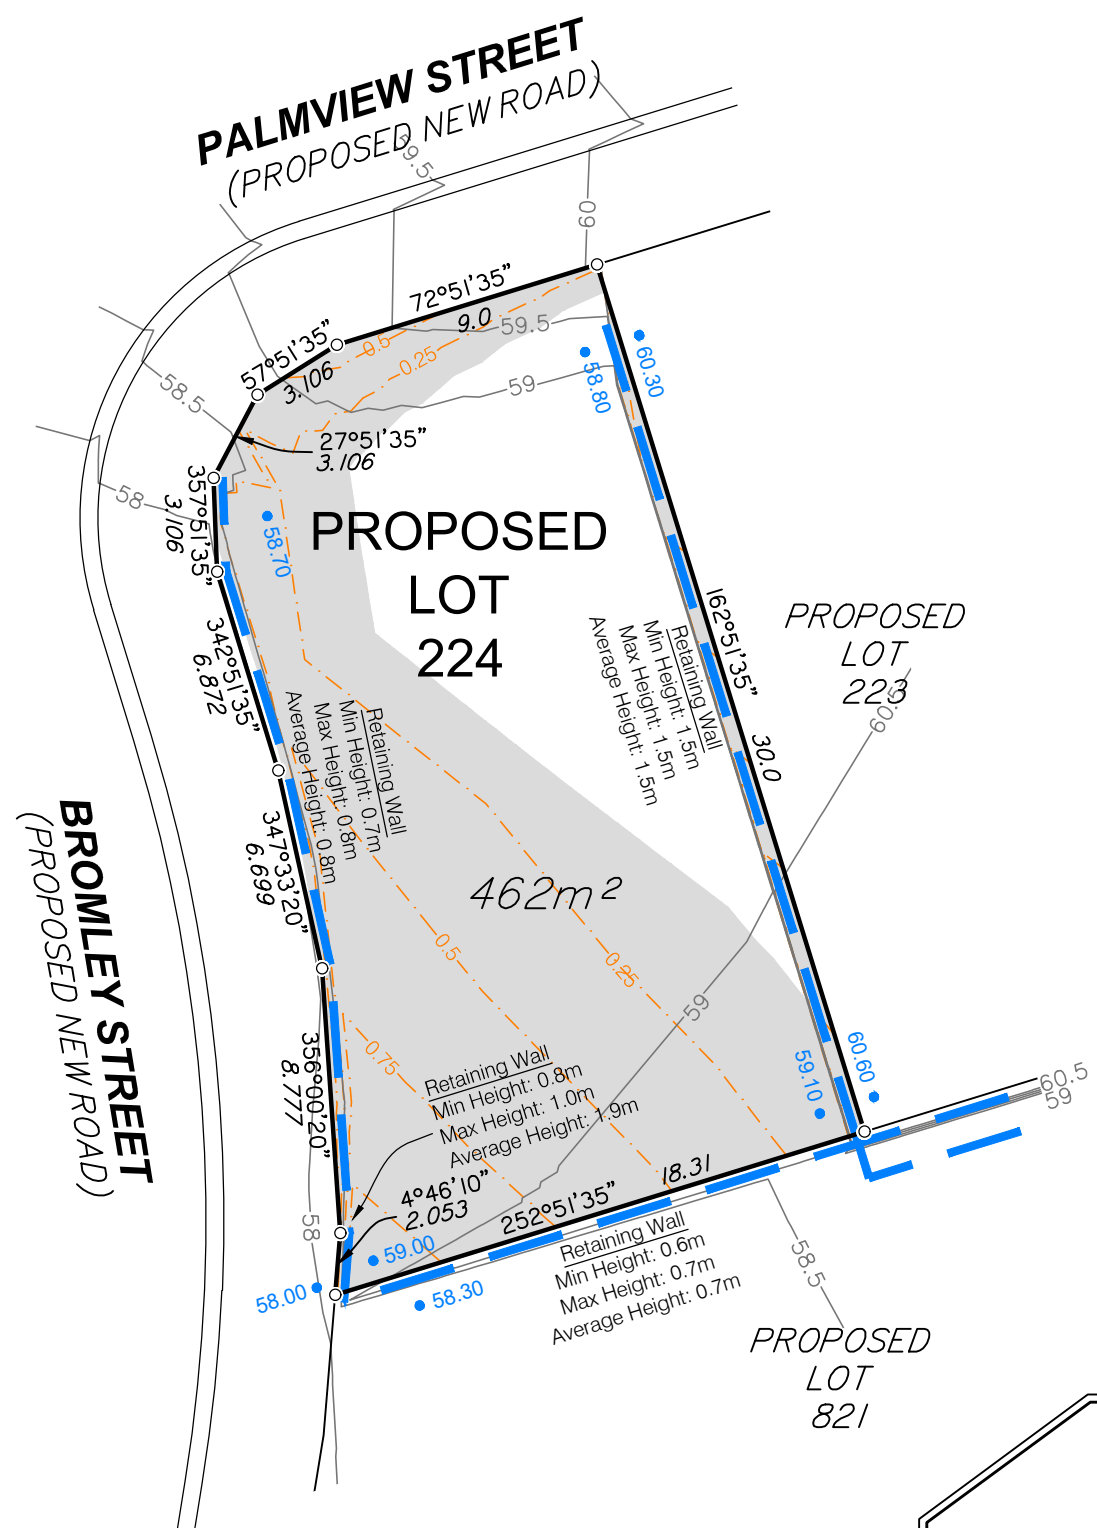 PALMVIEW STREET
(PROPOSED NEW ROAD)
59.5
60
72°51'35"
9.0
59.5
0.5
0.25
57°51'35"
3.106
59
60.30
58.80
58.5
27°51'35"
3.106
58
357°51'35"
3.106
58.70
PROPOSED
LOT
224
342°51'35"
6.872
162°51'35"
30.0
Retaining Wall
Min Height: 1.5m
Max Height: 1.5m
Average Height: 1.5m
PROPOSED
LOT
223
60.5
Retaining Wall
Min Height: 0.7m
Max Height: 0.8m
Average Height: 0.8m
347°33'20"
6.699
BROMLEY STREET
(PROPOSED NEW ROAD)
462m²
0.5
0.25
59
0.75
356°00'20"
8.777
Retaining Wall
Min Height: 0.8m
Max Height: 1.0m
Average Height: 1.9m
60.60
59.10
60.5
59
4°46'10"
2.053
252°51'35"
18.31
58
59.00
58.00
58.30
Retaining Wall
Min Height: 0.6m
Max Height: 0.7m
Average Height: 0.7m
58.5
PROPOSED
LOT
821